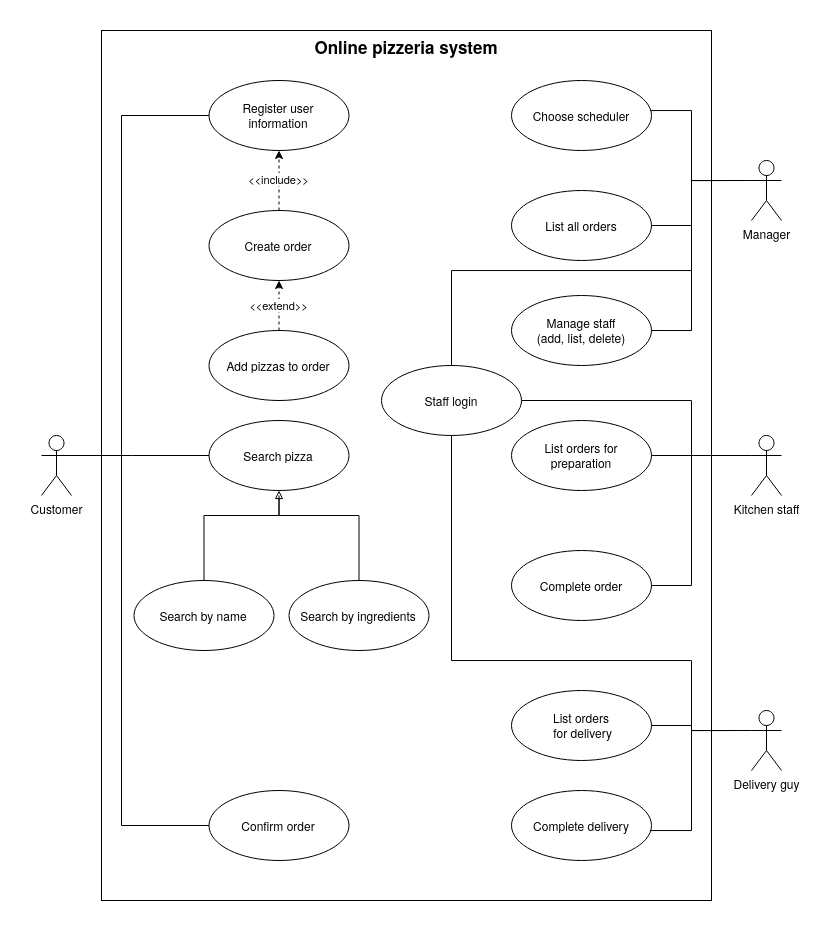 Online pizzeria system
Register user
information
<<include>>
Create order
<<extend>>
Add pizzas to order
Search pizza
Customer
Search by name
Search by ingredients
Confirm order
Choose scheduler
List all orders
Manager
Manage staff
(add, list, delete)
Staff login
List orders for
preparation
Kitchen staff
Complete order
List orders
for delivery
Delivery guy
Complete delivery